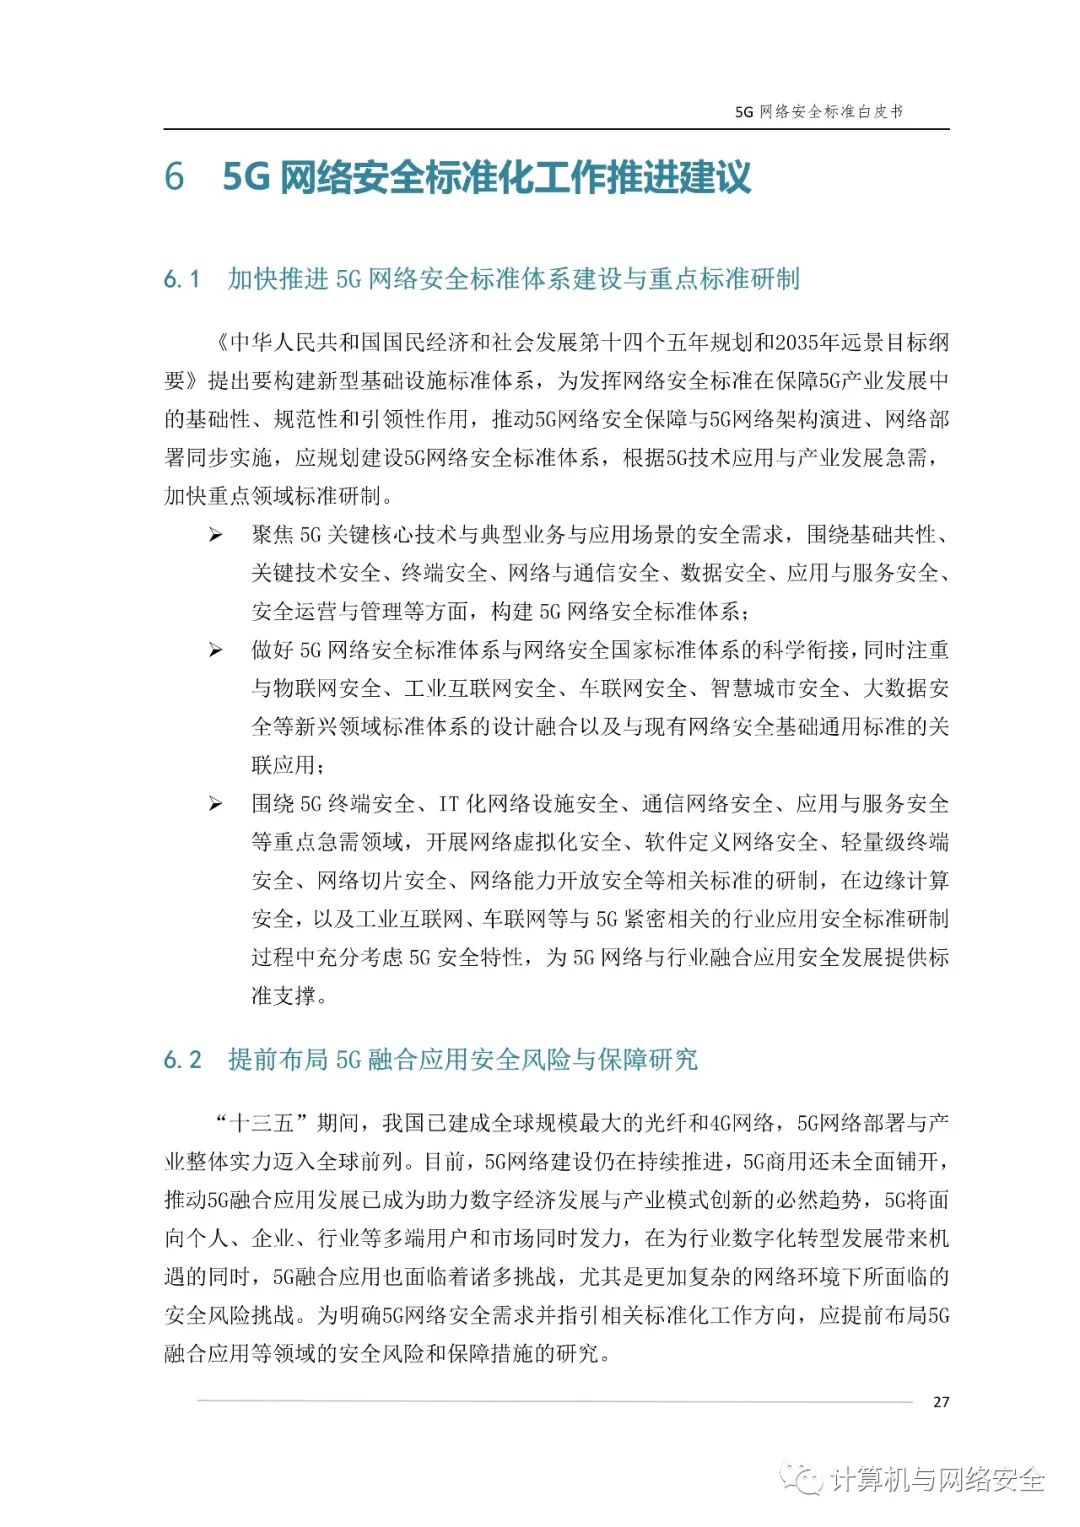 5G 网络安全标准白皮书
6 5G 网络安全标准化工作推进建议
6.1 加快推进 5G 网络安全标准体系建设与重点标准研制
《中华人民共和国国民经济和社会发展第十四个五年规划和2035年远景目标纲
要》提出要构建新型基础设施标准体系，为发挥网络安全标准在保障5G产业发展中
的基础性、规范性和引领性作用，推动5G网络安全保障与5G网络架构演进、网络部
署同步实施，应规划建设5G网络安全标准体系，根据5G技术应用与产业发展急需，
加快重点领域标准研制。
➢ 聚焦 5G 关键核心技术与典型业务与应用场景的安全需求，围绕基础共性、
关键技术安全、终端安全、网络与通信安全、数据安全、应用与服务安全、
安全运营与管理等方面，构建 5G 网络安全标准体系；
➢ 做好 5G 网络安全标准体系与网络安全国家标准体系的科学衔接，同时注重
与物联网安全、工业互联网安全、车联网安全、智慧城市安全、大数据安
全等新兴领域标准体系的设计融合以及与现有网络安全基础通用标准的关
联应用；
➢ 围绕 5G 终端安全、IT 化网络设施安全、通信网络安全、应用与服务安全
等重点急需领域，开展网络虚拟化安全、软件定义网络安全、轻量级终端
安全、网络切片安全、网络能力开放安全等相关标准的研制，在边缘计算
安全，以及工业互联网、车联网等与 5G 紧密相关的行业应用安全标准研制
过程中充分考虑 5G 安全特性，为 5G 网络与行业融合应用安全发展提供标
准支撑。
6.2 提前布局 5G 融合应用安全风险与保障研究
“十三五”期间，我国已建成全球规模最大的光纤和4G网络，5G网络部署与产
业整体实力迈入全球前列。目前，5G网络建设仍在持续推进，5G商用还未全面铺开，
推动5G融合应用发展已成为助力数字经济发展与产业模式创新的必然趋势，5G将面
向个人、企业、行业等多端用户和市场同时发力，在为行业数字化转型发展带来机
遇的同时，5G融合应用也面临着诸多挑战，尤其是更加复杂的网络环境下所面临的
安全风险挑战。为明确5G网络安全需求并指引相关标准化工作方向，应提前布局5G
融合应用等领域的安全风险和保障措施的研究。
27
计算机与网络安全